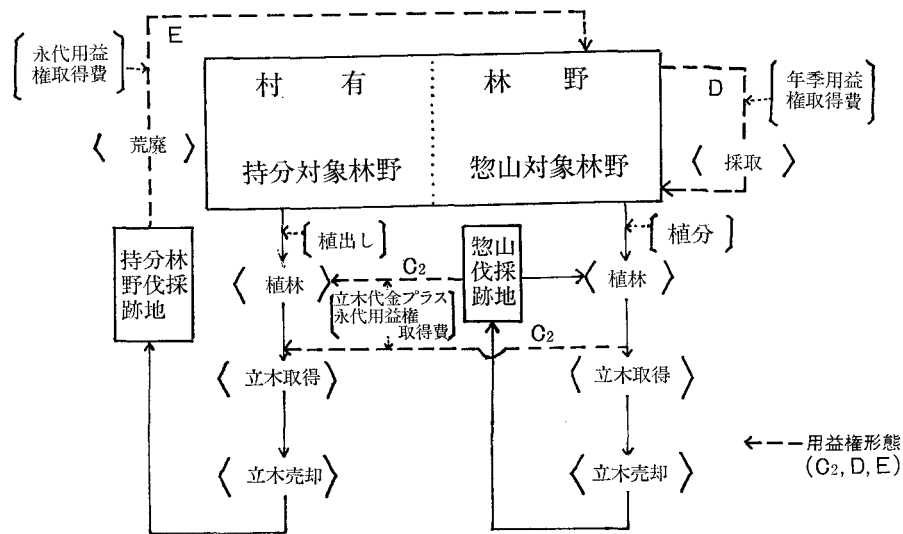 E
永代用益
権取得費
村有林野
D
年季用益
権取得費
荒廃
持分対象林野
惣山対象林野
採取
植出し
植分
持分林
野伐採
跡地
惣山
伐採
跡地
植林
C₂
植林
立木代金プラス
永代用益権
取得費
C₂
立木取得
立木取得
用益権形態
(C₂, D, E)
立木売却
立木売却